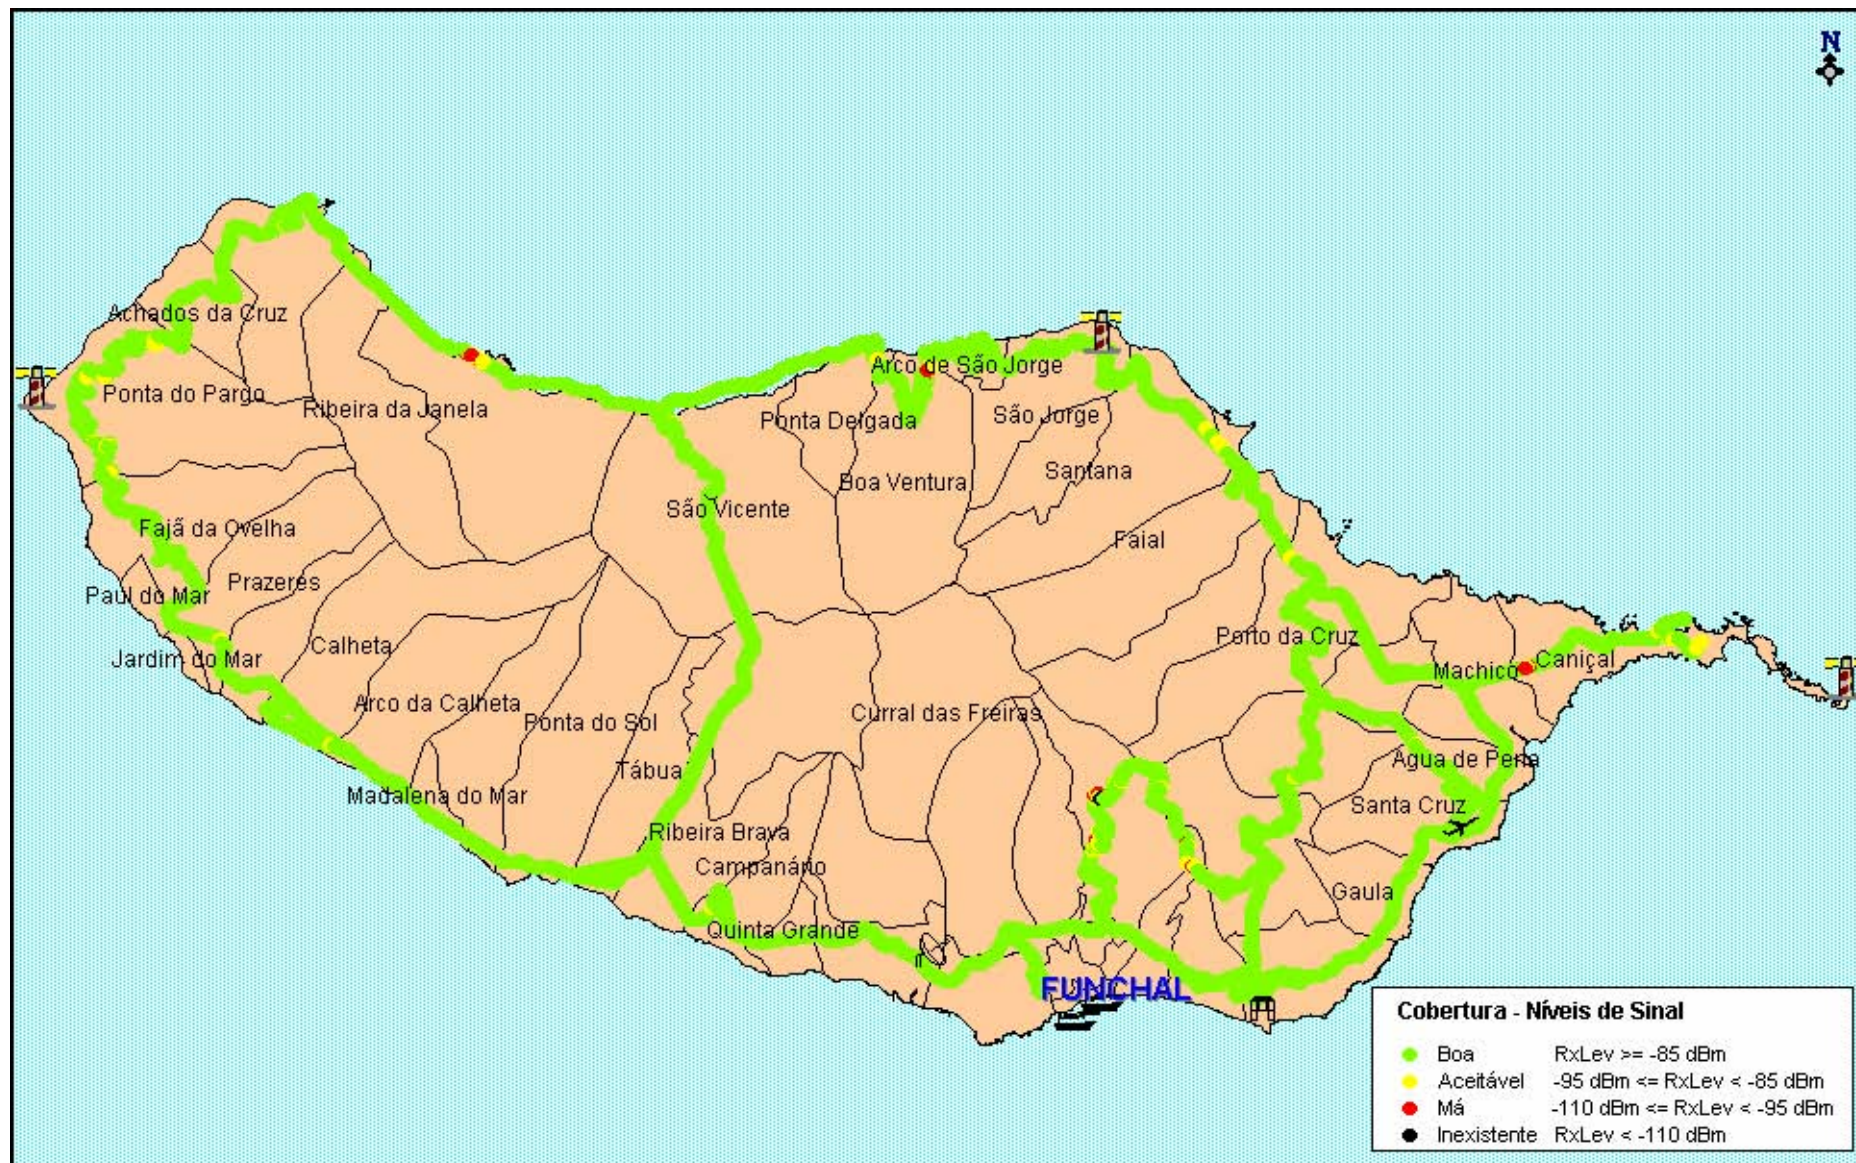 N
Achados da Cruz
Arco de São Jorge
Ponta do Pargo
Ribeira da Janela
Ponta Delgada
São Jorge
Santana
Boa Ventura
São Vicente
Fajã da Ovelha
Faial
Prazeres
Paul do Mar
Porto da Cruz
Calheta
Jardim do Mar
Machico
Caniçal
Arco da Calheta
Ponta do Sol
Curral das Freiras
Tábua
Agua de Pena
Madalena do Mar
Santa Cruz
Ribeira Brava
Campanário
Gaula
Quinta Grande
FUNCHAL
Cobertura - Níveis de Sinal
Boa RxLev >= -85 dBm
Aceitável -95 dBm <= RxLev < -85 dBm
Má -110 dBm <= RxLev < -95 dBm
Inexistente RxLev < -110 dBm